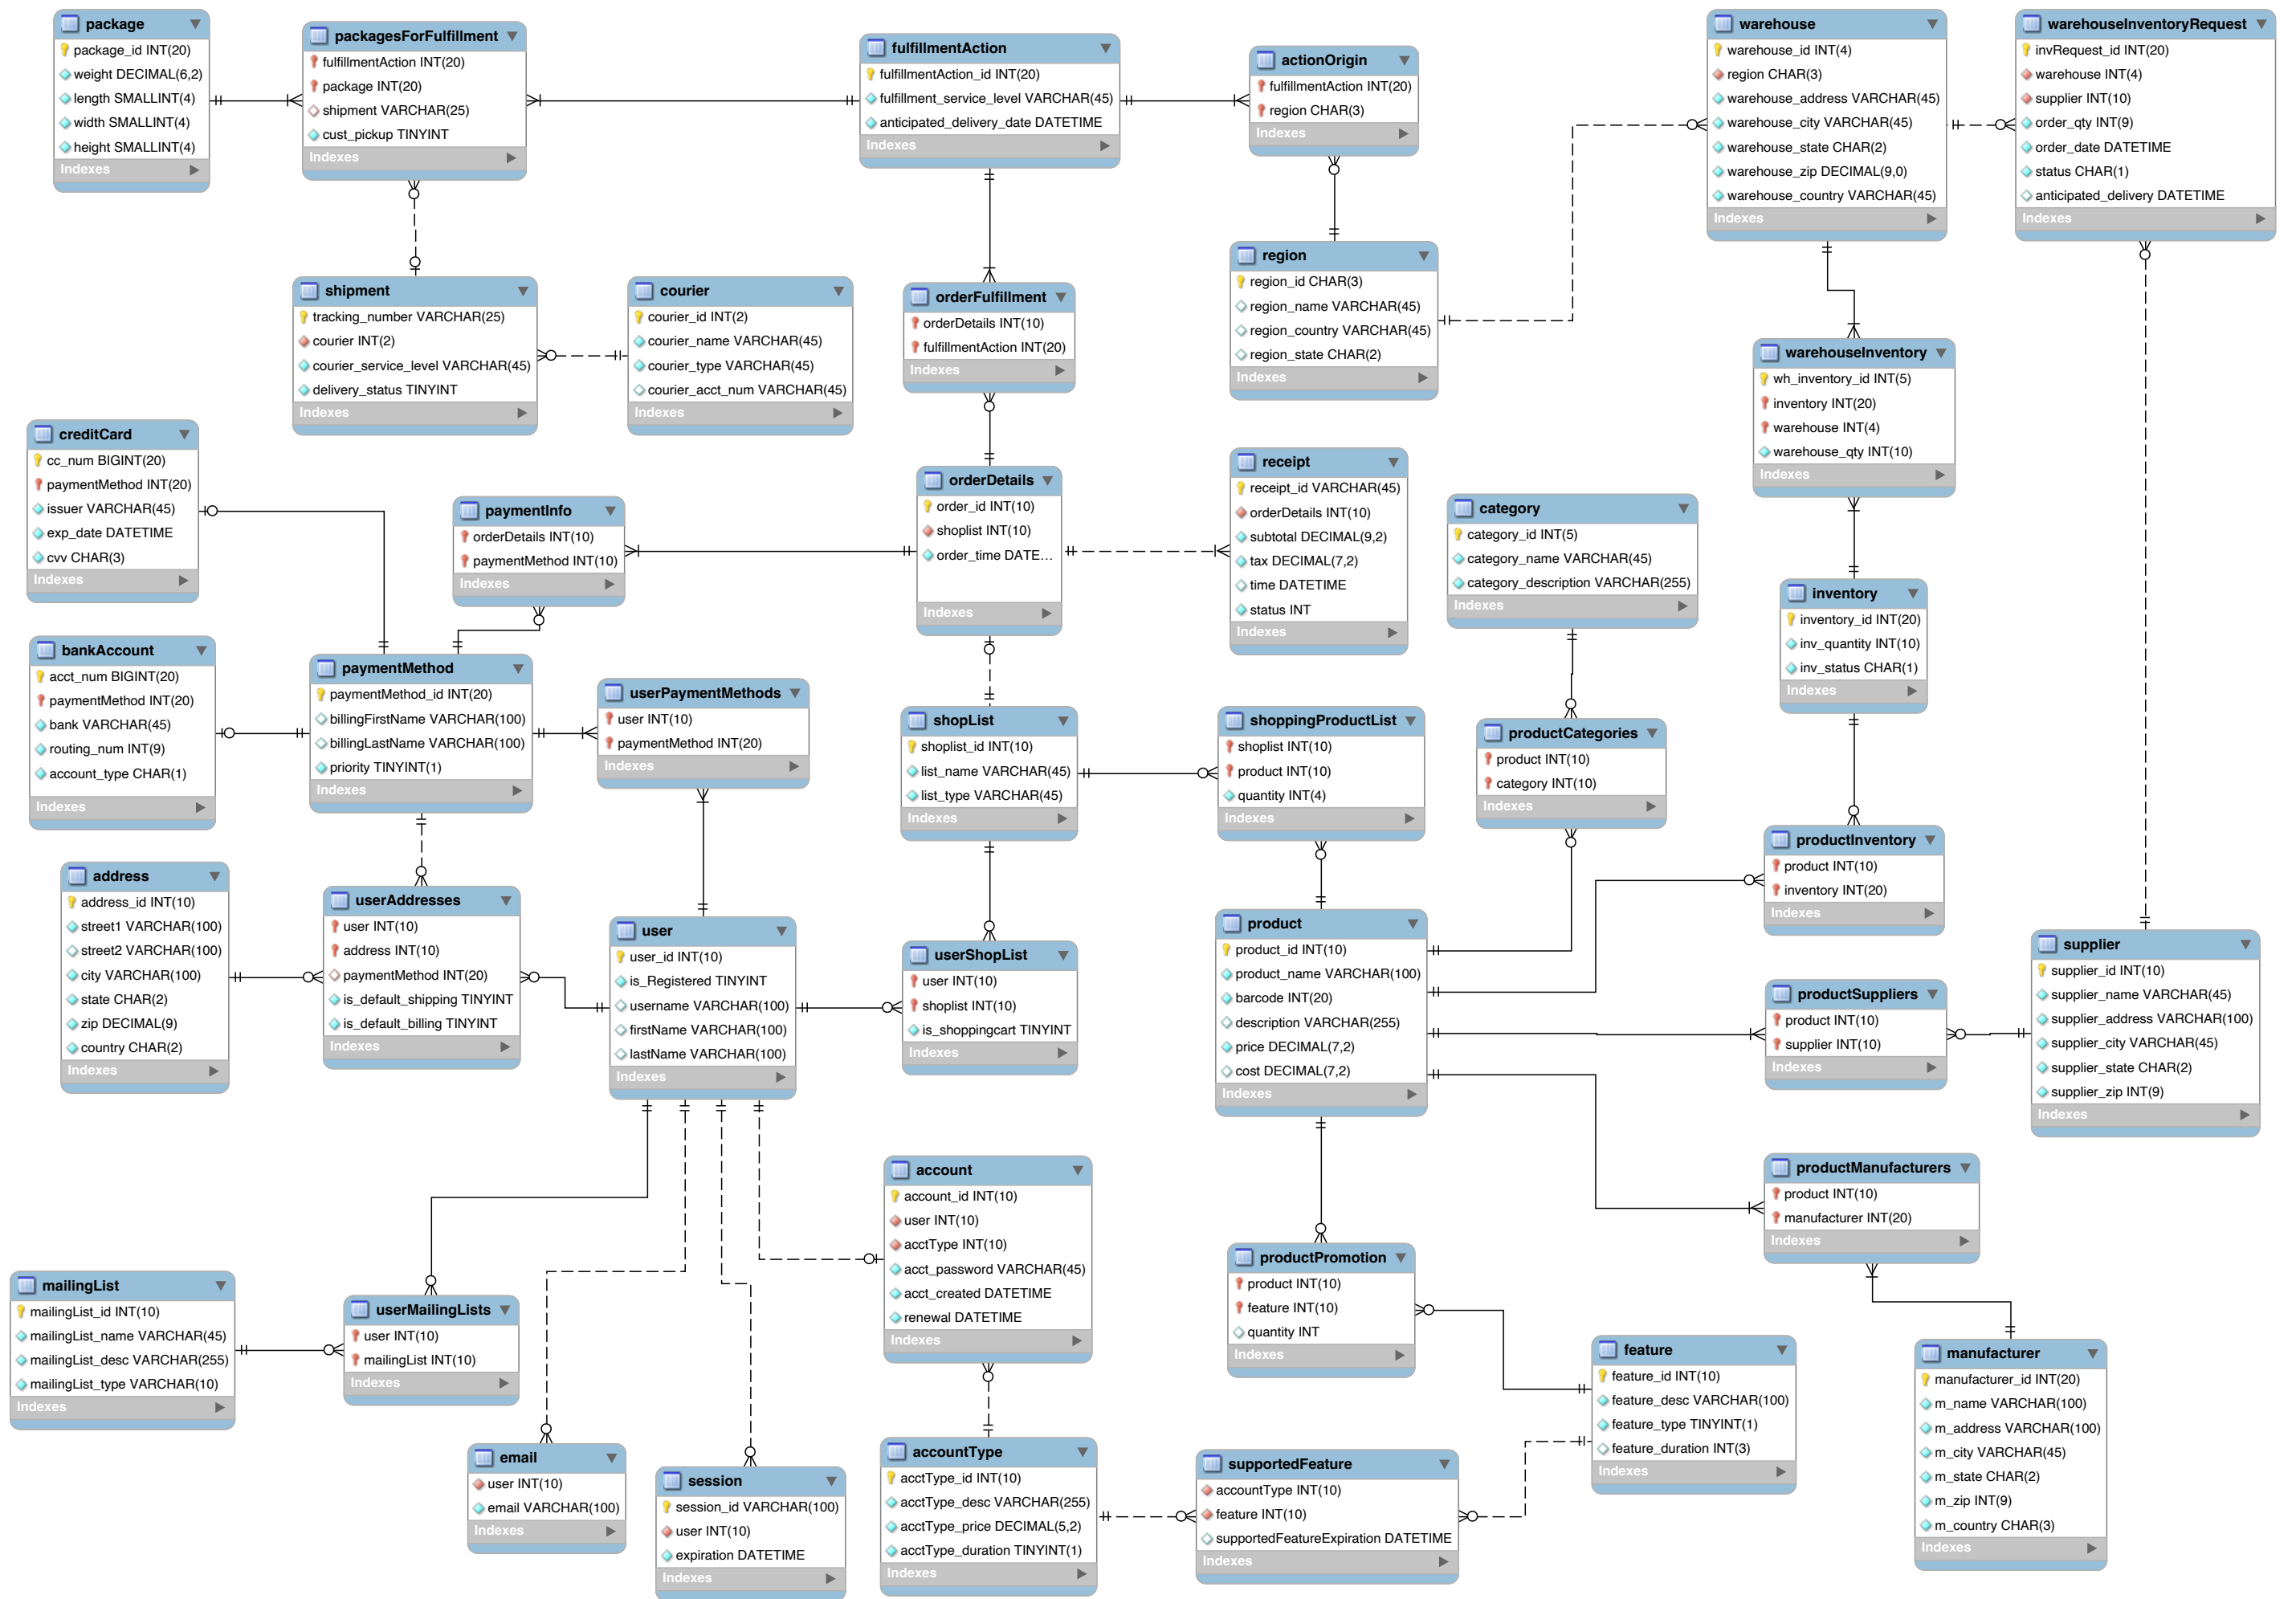 package
package_id INT(20)
weight DECIMAL(6,2)
length SMALLINT(4)
width SMALLINT(4)
height SMALLINT(4)
Indexes
packagesForFulfillment
fulfillmentAction INT(20)
package INT(20)
shipment VARCHAR(25)
cust_pickup TINYINT
Indexes
fulfillmentAction
fulfillmentAction_id INT(20)
fulfillment_service_level VARCHAR(45)
anticipated_delivery_date DATETIME
Indexes
actionOrigin
fulfillmentAction INT(20)
region CHAR(3)
Indexes
warehouse
warehouse_id INT(4)
region CHAR(3)
warehouse_address VARCHAR(45)
warehouse_city VARCHAR(45)
warehouse_state CHAR(2)
warehouse_zip DECIMAL(9,0)
warehouse_country VARCHAR(45)
Indexes
warehouseInventoryRequest
invRequest_id INT(20)
warehouse INT(4)
supplier INT(10)
order_qty INT(9)
order_date DATETIME
status CHAR(1)
anticipated_delivery DATETIME
Indexes
shipment
tracking_number VARCHAR(25)
courier INT(2)
courier_service_level VARCHAR(45)
delivery_status TINYINT
Indexes
courier
courier_id INT(2)
courier_name VARCHAR(45)
courier_type VARCHAR(45)
courier_acct_num VARCHAR(45)
Indexes
orderFulfillment
orderDetails INT(10)
fulfillmentAction INT(20)
Indexes
region
region_id CHAR(3)
region_name VARCHAR(45)
region_country VARCHAR(45)
region_state CHAR(2)
Indexes
warehouseInventory
wh_inventory_id INT(5)
inventory INT(20)
warehouse INT(4)
warehouse_qty INT(10)
Indexes
creditCard
cc_num BIGINT(20)
paymentMethod INT(20)
issuer VARCHAR(45)
exp_date DATETIME
cvv CHAR(3)
Indexes
paymentInfo
orderDetails INT(10)
paymentMethod INT(10)
Indexes
orderDetails
order_id INT(10)
shoplist INT(10)
order_time DATE...
Indexes
receipt
receipt_id VARCHAR(45)
orderDetails INT(10)
subtotal DECIMAL(9,2)
tax DECIMAL(7,2)
time DATETIME
status INT
Indexes
category
category_id INT(5)
category_name VARCHAR(45)
category_description VARCHAR(255)
Indexes
inventory
inventory_id INT(20)
inv_quantity INT(10)
inv_status CHAR(1)
Indexes
bankAccount
acct_num BIGINT(20)
paymentMethod INT(20)
bank VARCHAR(45)
routing_num INT(9)
account_type CHAR(1)
Indexes
paymentMethod
paymentMethod_id INT(20)
billingFirstName VARCHAR(100)
billingLastName VARCHAR(100)
priority TINYINT(1)
Indexes
userPaymentMethods
user INT(10)
paymentMethod INT(20)
Indexes
shopList
shoplist_id INT(10)
list_name VARCHAR(45)
list_type VARCHAR(45)
Indexes
shoppingProductList
shoplist INT(10)
product INT(10)
quantity INT(4)
Indexes
productCategories
product INT(10)
category INT(10)
Indexes
productInventory
product INT(10)
inventory INT(20)
Indexes
address
address_id INT(10)
street1 VARCHAR(100)
street2 VARCHAR(100)
city VARCHAR(100)
state CHAR(2)
zip DECIMAL(9)
country CHAR(2)
Indexes
userAddresses
user INT(10)
address INT(10)
paymentMethod INT(20)
is_default_shipping TINYINT
is_default_billing TINYINT
Indexes
user
user_id INT(10)
is_Registered TINYINT
username VARCHAR(100)
firstName VARCHAR(100)
lastName VARCHAR(100)
Indexes
userShopList
user INT(10)
shoplist INT(10)
is_shoppingcart TINYINT
Indexes
product
product_id INT(10)
product_name VARCHAR(100)
barcode INT(20)
description VARCHAR(255)
price DECIMAL(7,2)
cost DECIMAL(7,2)
Indexes
productSuppliers
product INT(10)
supplier INT(10)
Indexes
supplier
supplier_id INT(10)
supplier_name VARCHAR(45)
supplier_address VARCHAR(100)
supplier_city VARCHAR(45)
supplier_state CHAR(2)
supplier_zip INT(9)
Indexes
account
account_id INT(10)
user INT(10)
acctType INT(10)
acct_password VARCHAR(45)
acct_created DATETIME
renewal DATETIME
Indexes
productManufacturers
product INT(10)
manufacturer INT(20)
Indexes
mailingList
mailingList_id INT(10)
mailingList_name VARCHAR(45)
mailingList_desc VARCHAR(255)
mailingList_type VARCHAR(10)
Indexes
userMailingLists
user INT(10)
mailingList INT(10)
Indexes
productPromotion
product INT(10)
feature INT(10)
quantity INT
Indexes
feature
feature_id INT(10)
feature_desc VARCHAR(100)
feature_type TINYINT(1)
feature_duration INT(3)
Indexes
manufacturer
manufacturer_id INT(20)
m_name VARCHAR(100)
m_address VARCHAR(100)
m_city VARCHAR(45)
m_state CHAR(2)
m_zip INT(9)
m_country CHAR(3)
Indexes
email
user INT(10)
email VARCHAR(100)
Indexes
session
session_id VARCHAR(100)
user INT(10)
expiration DATETIME
Indexes
accountType
acctType_id INT(10)
acctType_desc VARCHAR(255)
acctType_price DECIMAL(5,2)
acctType_duration TINYINT(1)
Indexes
supportedFeature
accountType INT(10)
feature INT(10)
supportedFeatureExpiration DATETIME
Indexes